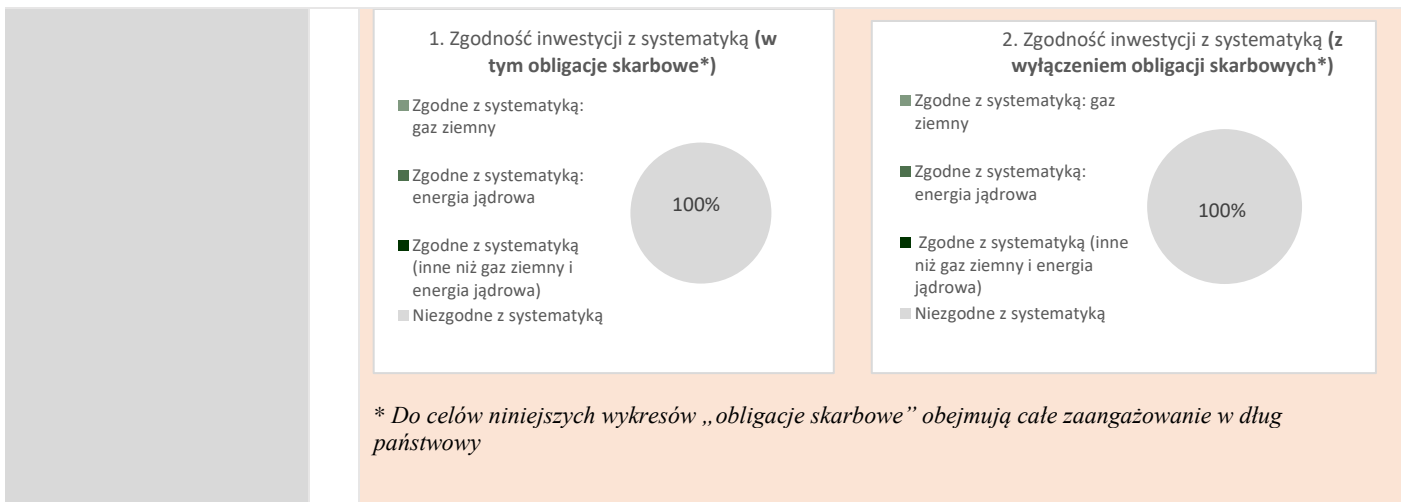 1. Zgodność inwestycji z systematyką (w
tym obligacje skarbowe*)
Zgodne z systematyką:
gaz ziemny
Zgodne z systematyką:
energia jądrowa
Zgodne z systematyką
(inne niż gaz ziemny i
energia jądrowa)
Niezgodne z systematyką
100%
2. Zgodność inwestycji z systematyką (z
wyłączeniem obligacji skarbowych*)
Zgodne z systematyką: gaz
ziemny
Zgodne z systematyką:
energia jądrowa
Zgodne z systematyką (inne
niż gaz ziemny i energia
jądrowa)
Niezgodne z systematyką
100%
* Do celów niniejszych wykresów „obligacje skarbowe” obejmują całe zaangażowanie w dług
państwowy